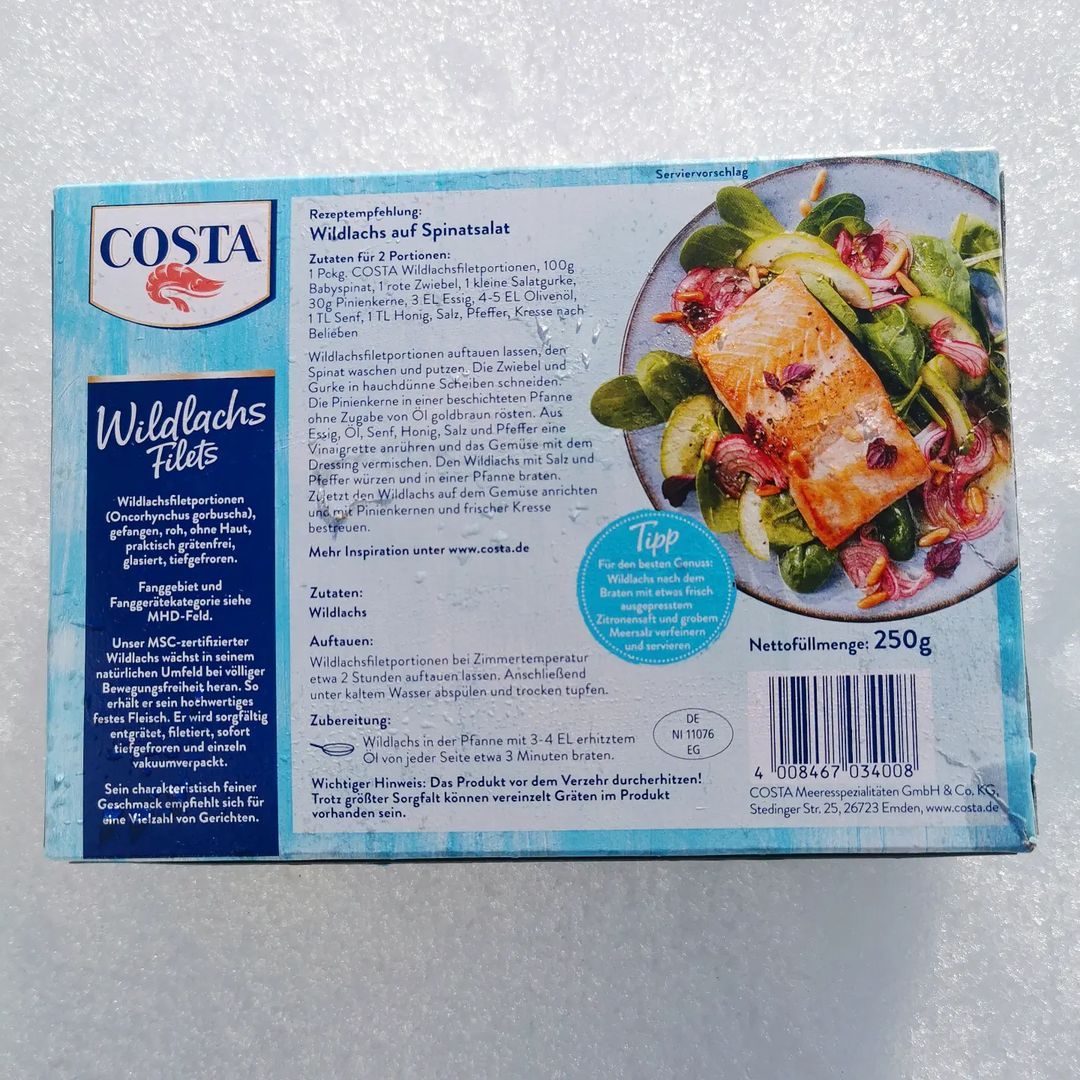 Serviervorschlag
COSTA
Wildlachs
Filets
Wildlachsfiletportionen
(Oncorhynchus gorbuscha),
gefangen, roh, ohne Haut,
praktisch grätenfrei,
glasiert, tiefgefroren.
Fanggebiet und
Fanggerätekategorie siehe
MHD-Feld.
Unser MSC-zertifizierter
Wildlachs wächst in seinem
natürlichen Umfeld bei völliger
Bewegungsfreiheit heran. So
erhält er sein hochwertiges
festes Fleisch. Er wird sorgfältig
entgrätet, filetiert, sofort
tiefgefroren und einzeln
vakuumverpackt.
Sein charakteristisch feiner
Geschmack empfiehlt sich für
eine Vielzahl von Gerichten.
Rezeptempfehlung:
Wildlachs auf Spinatsalat
Zutaten für 2 Portionen:
1 Pckg. COSTA Wildlachsfiletportionen, 100g
Babyspinat, 1 rote Zwiebel, 1 kleine Salatgurke,
30g Pinienkerne, 3 EL Essig, 4-5 EL Olivenöl,
1 TL Senf, 1 TL Honig, Salz, Pfeffer, Kresse nach
Belieben
Wildlachsfiletportionen auftauen lassen, den
Spinat waschen und putzen. Die Zwiebel und
Gurke in hauchdünne Scheiben schneiden.
Die Pinienkerne in einer beschichteten Pfanne
ohne Zugabe von Öl goldbraun rösten. Aus
Essig, Öl, Senf, Honig, Salz und Pfeffer eine
Vinaigrette anrühren und das Gemüse mit dem
Dressing vermischen. Den Wildlachs mit Salz und
Pfeffer würzen und in einer Pfanne braten.
Zuletzt den Wildlachs auf dem Gemüse anrichten
und mit Pinienkernen und frischer Kresse
bestreuen.
Mehr Inspiration unter www.costa.de
Zutaten:
Wildlachs
Auftauen:
Wildlachsfiletportionen bei Zimmertemperatur
etwa 2 Stunden auftauen lassen. Anschließend
unter kaltem Wasser abspülen und trocken tupfen.
Zubereitung:
Wildlachs in der Pfanne mit 3-4 EL erhitztem
Öl von jeder Seite etwa 3 Minuten braten.
Wichtiger Hinweis: Das Produkt vor dem Verzehr durcherhitzen!
Trotz größter Sorgfalt können vereinzelt Gräten im Produkt
vorhanden sein.
Tipp
Für den besten Genuss:
Wildlachs nach dem
Braten mit etwas frisch
ausgepresstem
Zitronensaft und grobem
Meersalz verfeinern
und servieren
DE
NI 11076
EG
Nettofüllmenge: 250g
4 008467 034008
COSTA Meeresspezialitäten GmbH & Co. KG,
Stedinger Str. 25, 26723 Emden, www.costa.de